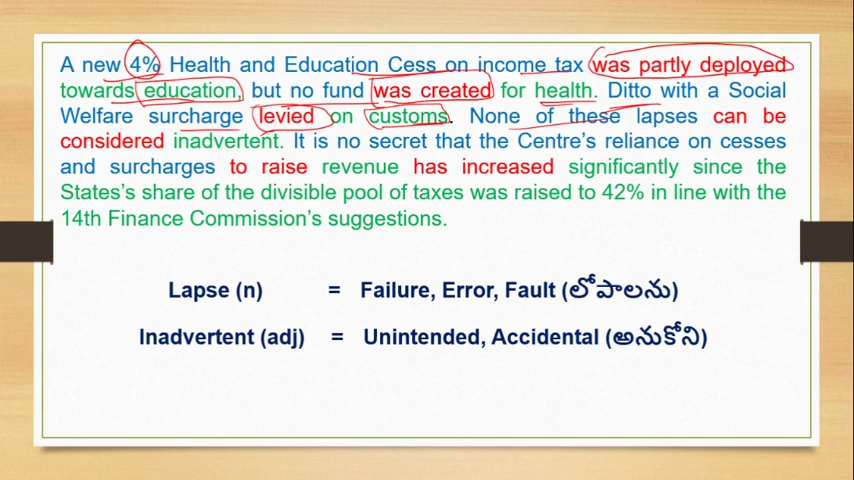 A new 4% Health and Education Cess on income tax was partly deployed
towards education, but no fund was created for health. Ditto with a Social
Welfare surcharge levied on customs. None of these lapses can be
considered inadvertent. It is no secret that the Centre's reliance on cesses
and surcharges to raise revenue has increased significantly since the
States's share of the divisible pool of taxes was raised to 42% in line with the
14th Finance Commission's suggestions.
Lapse (n) = Failure, Error, Fault (లోపాలను)
Inadvertent (adj) = Unintended, Accidental (అనుకోని)